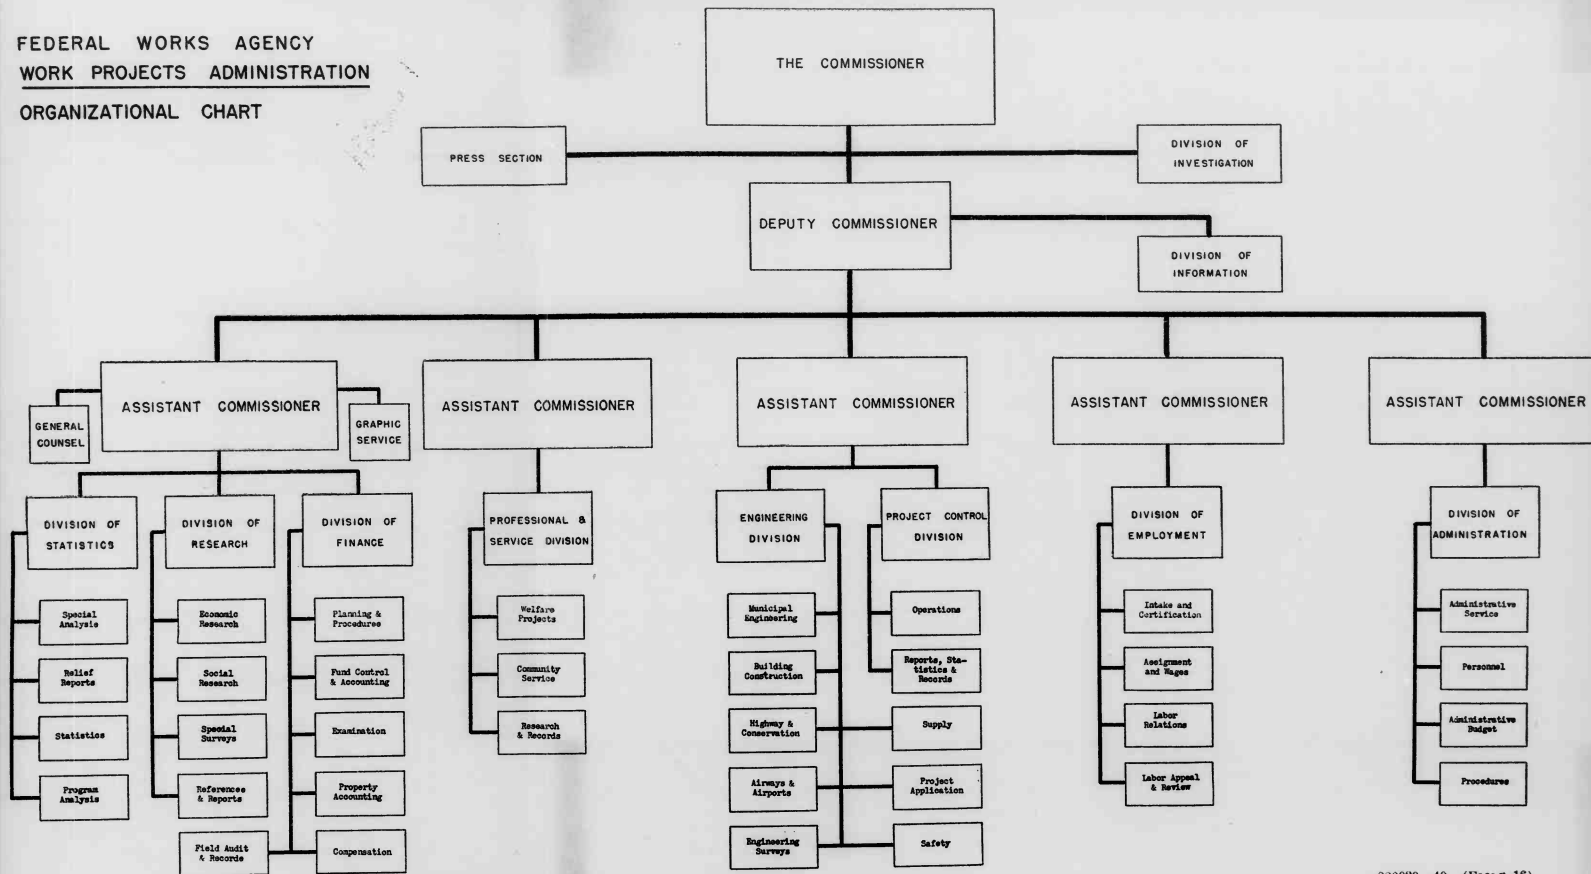 FEDERAL WORKS AGENCY
WORK PROJECTS ADMINISTRATION
ORGANIZATIONAL CHART
THE COMMISSIONER
PRESS SECTION
DIVISION OF
INVESTIGATION
DEPUTY COMMISSIONER
DIVISION OF
INFORMATION
ASSISTANT COMMISSIONER
GENERAL
COUNSEL
GRAPHIC
SERVICE
ASSISTANT COMMISSIONER
ASSISTANT COMMISSIONER
ASSISTANT COMMISSIONER
ASSISTANT COMMISSIONER
DIVISION OF
STATISTICS
Special
Analysis
Relief
Reports
Statistics
Program
Analysis
DIVISION OF
RESEARCH
Economic
Research
Social
Research
Special
Surveys
References
& Reports
DIVISION OF
FINANCE
Planning &
Procedures
Fund Control
& Accounting
Examination
Property
Accounting
Field Audit
& Records
Compensation
PROFESSIONAL &
SERVICE DIVISION
Welfare
Projects
Community
Service
Research
& Records
ENGINEERING
DIVISION
Municipal
Engineering
Building
Construction
Highway &
Conservation
Airways &
Airports
Engineering
Surveys
PROJECT CONTROL
DIVISION
Operations
Reports, Sta-
tistics &
Records
Supply
Project
Application
Safety
DIVISION OF
EMPLOYMENT
Intake and
Certification
Assignment
and Wages
Labor
Relations
Labor Appeal
& Review
DIVISION OF
ADMINISTRATION
Administrative
Service
Personnel
Administrative
Budget
Procedures